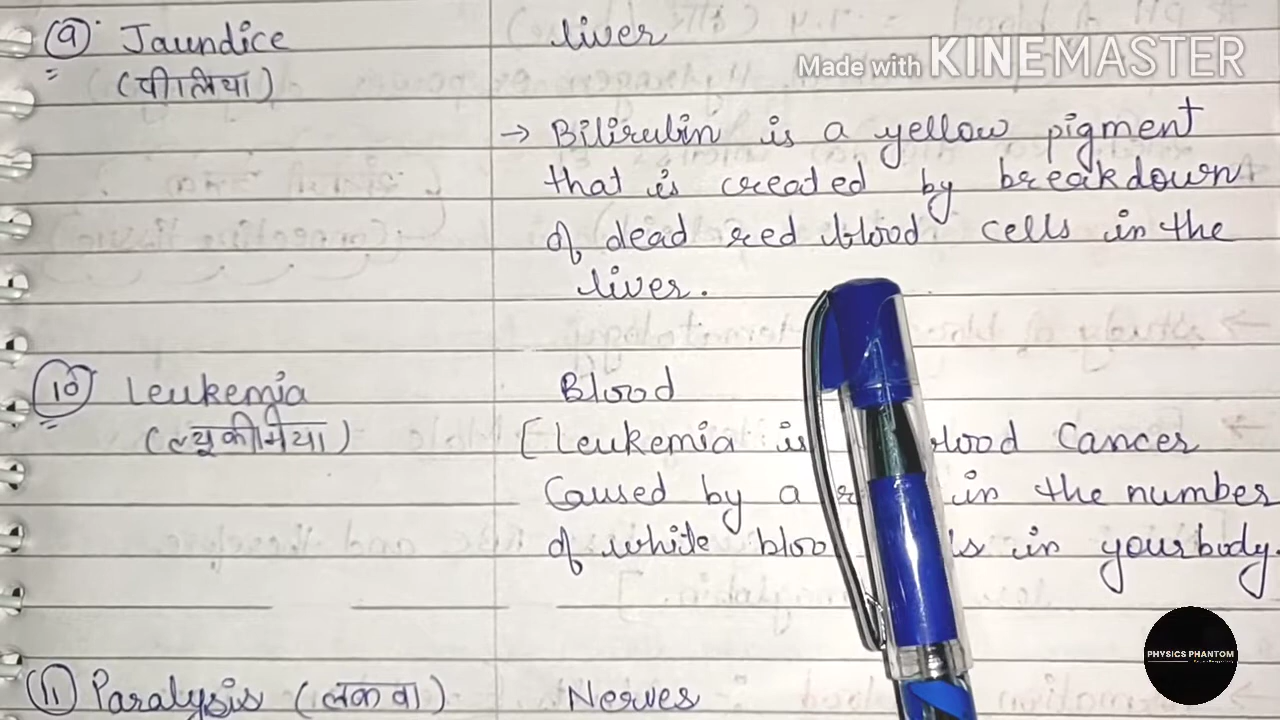 (9) Jaundice liver
(पीलिया)
Made with KINEMASTER
→ Bilirubin is a yellow pigment
that is created by breakdown
of dead red blood cells in the
liver.
(10) Leukemia Blood
(ल्यूकीमिया) [Leukemia is blood Cancer
Caused by a in the number
of white in your body.
(11) Paralysis (लकवा) Nerves
PHYSICS PHANTOM